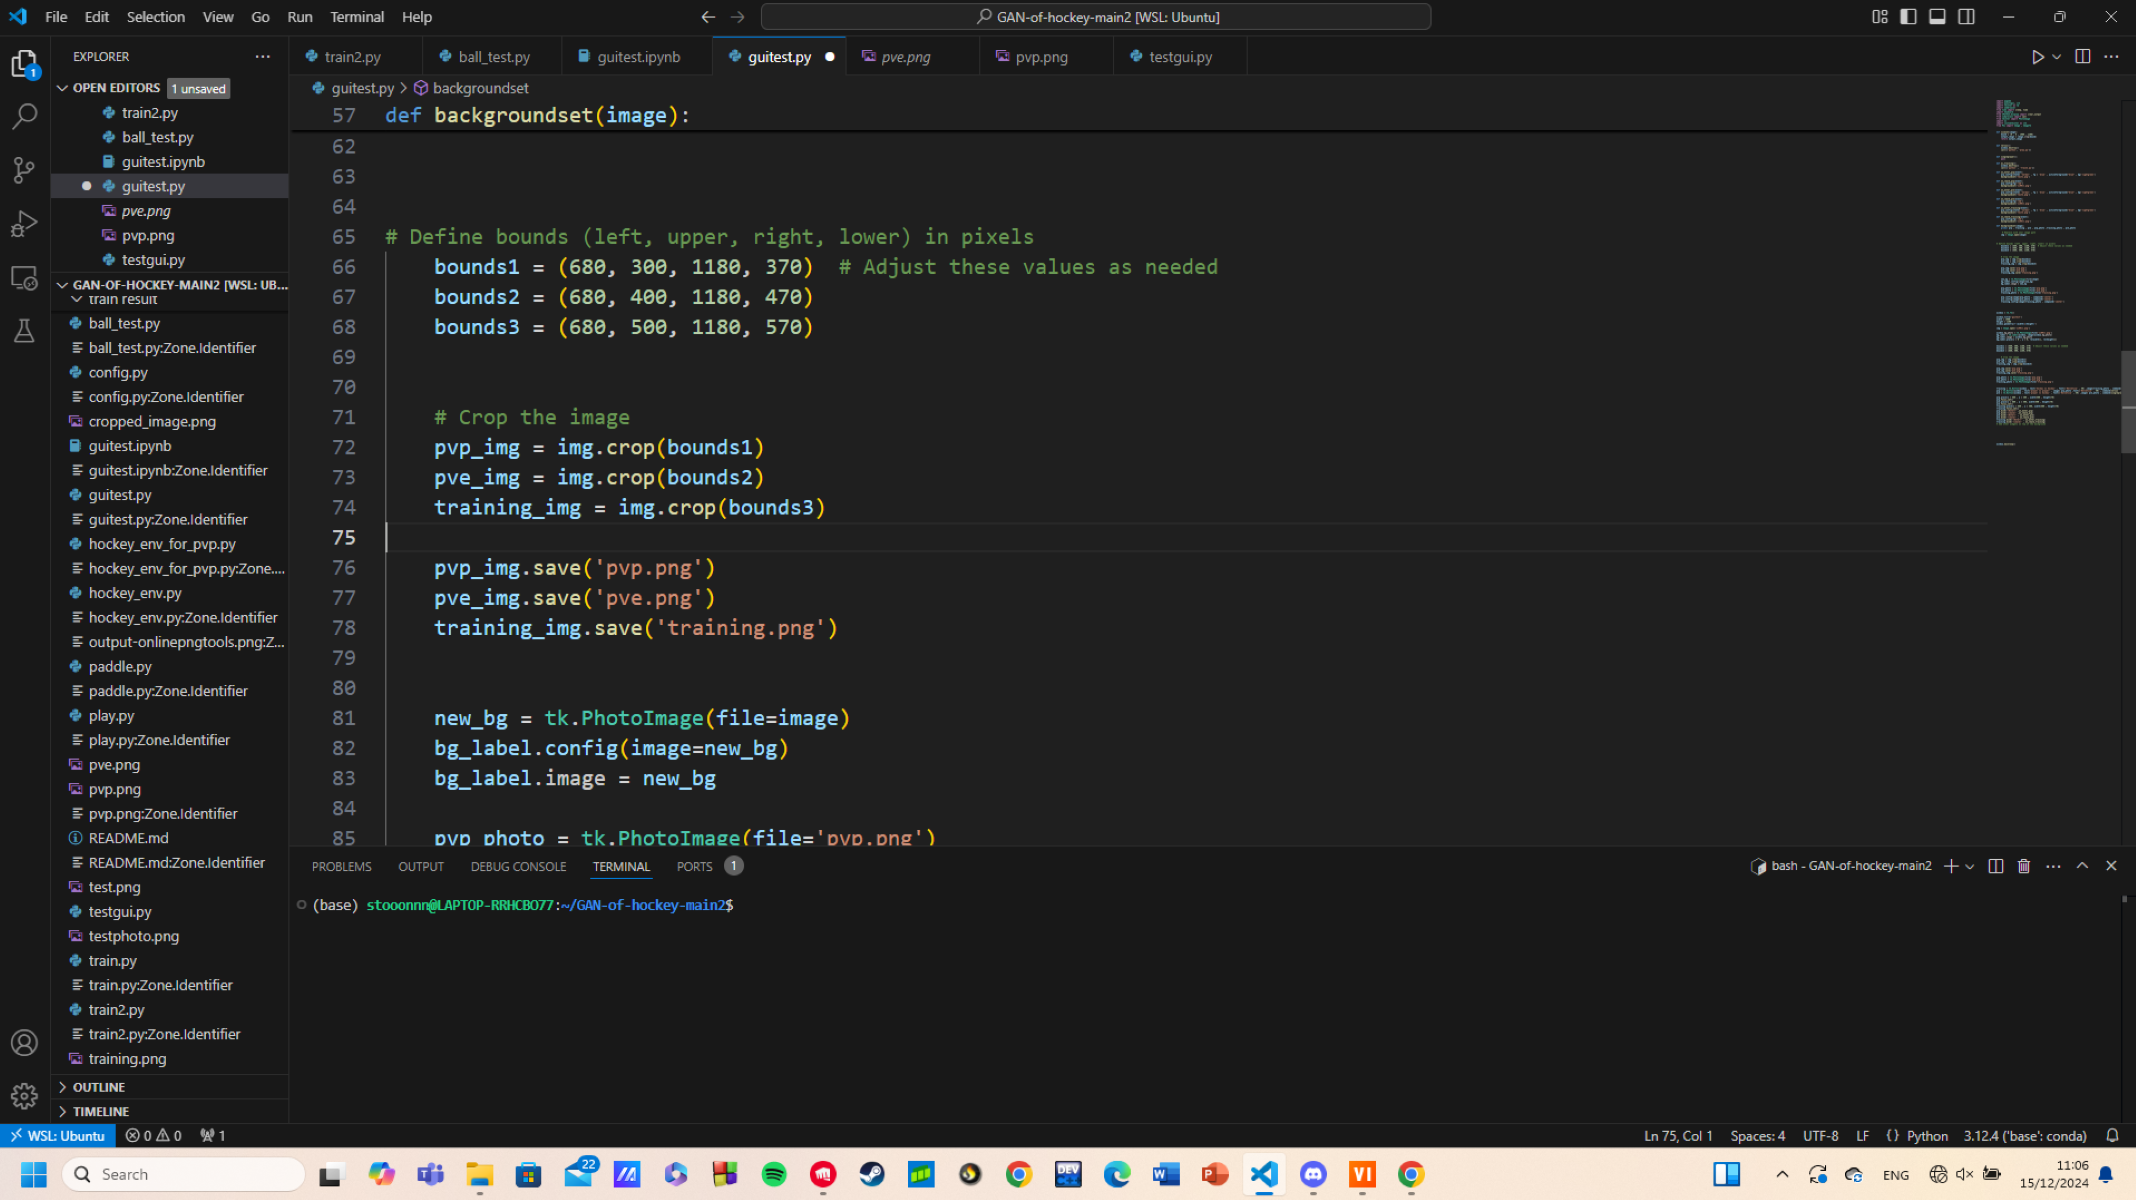 File Edit Selection View Go Run Terminal Help
GAN-of-hockey-main2 [WSL: Ubuntu]
EXPLORER
train2.py
ball_test.py
guitest.ipynb
guitest.py
pve.png
pvp.png
testgui.py
OPEN EDITORS 1 unsaved
train2.py
ball_test.py
guitest.ipynb
guitest.py
pve.png
pvp.png
testgui.py
GAN-OF-HOCKEY-MAIN2 [WSL: UB...
train result
ball_test.py
ball_test.py:Zone.Identifier
config.py
config.py:Zone.Identifier
cropped_image.png
guitest.ipynb
guitest.ipynb:Zone.Identifier
guitest.py
guitest.py:Zone.Identifier
hockey_env_for_pvp.py
hockey_env_for_pvp.py:Zone....
hockey_env.py
hockey_env.py:Zone.Identifier
output-onlinepngtools.png:Z...
paddle.py
paddle.py:Zone.Identifier
play.py
play.py:Zone.Identifier
pve.png
pvp.png
pvp.png:Zone.Identifier
README.md
README.md:Zone.Identifier
test.png
testgui.py
testphoto.png
train.py
train.py:Zone.Identifier
train2.py
train2.py:Zone.Identifier
training.png
OUTLINE
TIMELINE
guitest.py > backgroundset
57 def backgroundset(image):
62
63
64
65 # Define bounds (left, upper, right, lower) in pixels
66 bounds1 = (680, 300, 1180, 370) # Adjust these values as needed
67 bounds2 = (680, 400, 1180, 470)
68 bounds3 = (680, 500, 1180, 570)
69
70
71 # Crop the image
72 pvp_img = img.crop(bounds1)
73 pve_img = img.crop(bounds2)
74 training_img = img.crop(bounds3)
75
76 pvp_img.save('pvp.png')
77 pve_img.save('pve.png')
78 training_img.save('training.png')
79
80
81 new_bg = tk.PhotoImage(file=image)
82 bg_label.config(image=new_bg)
83 bg_label.image = new_bg
84
85 pvp_photo = tk.PhotoImage(file='pvp.png')
PROBLEMS OUTPUT DEBUG CONSOLE TERMINAL PORTS 1
bash - GAN-of-hockey-main2
(base) stooonnn@LAPTOP-RRHCBO77:~/GAN-of-hockey-main2$
WSL: Ubuntu 0 0 1
Ln 75, Col 1 Spaces: 4 UTF-8 LF {} Python 3.12.4 ('base': conda)
Search
22
DEV
VI
ENG
11:06
15/12/2024